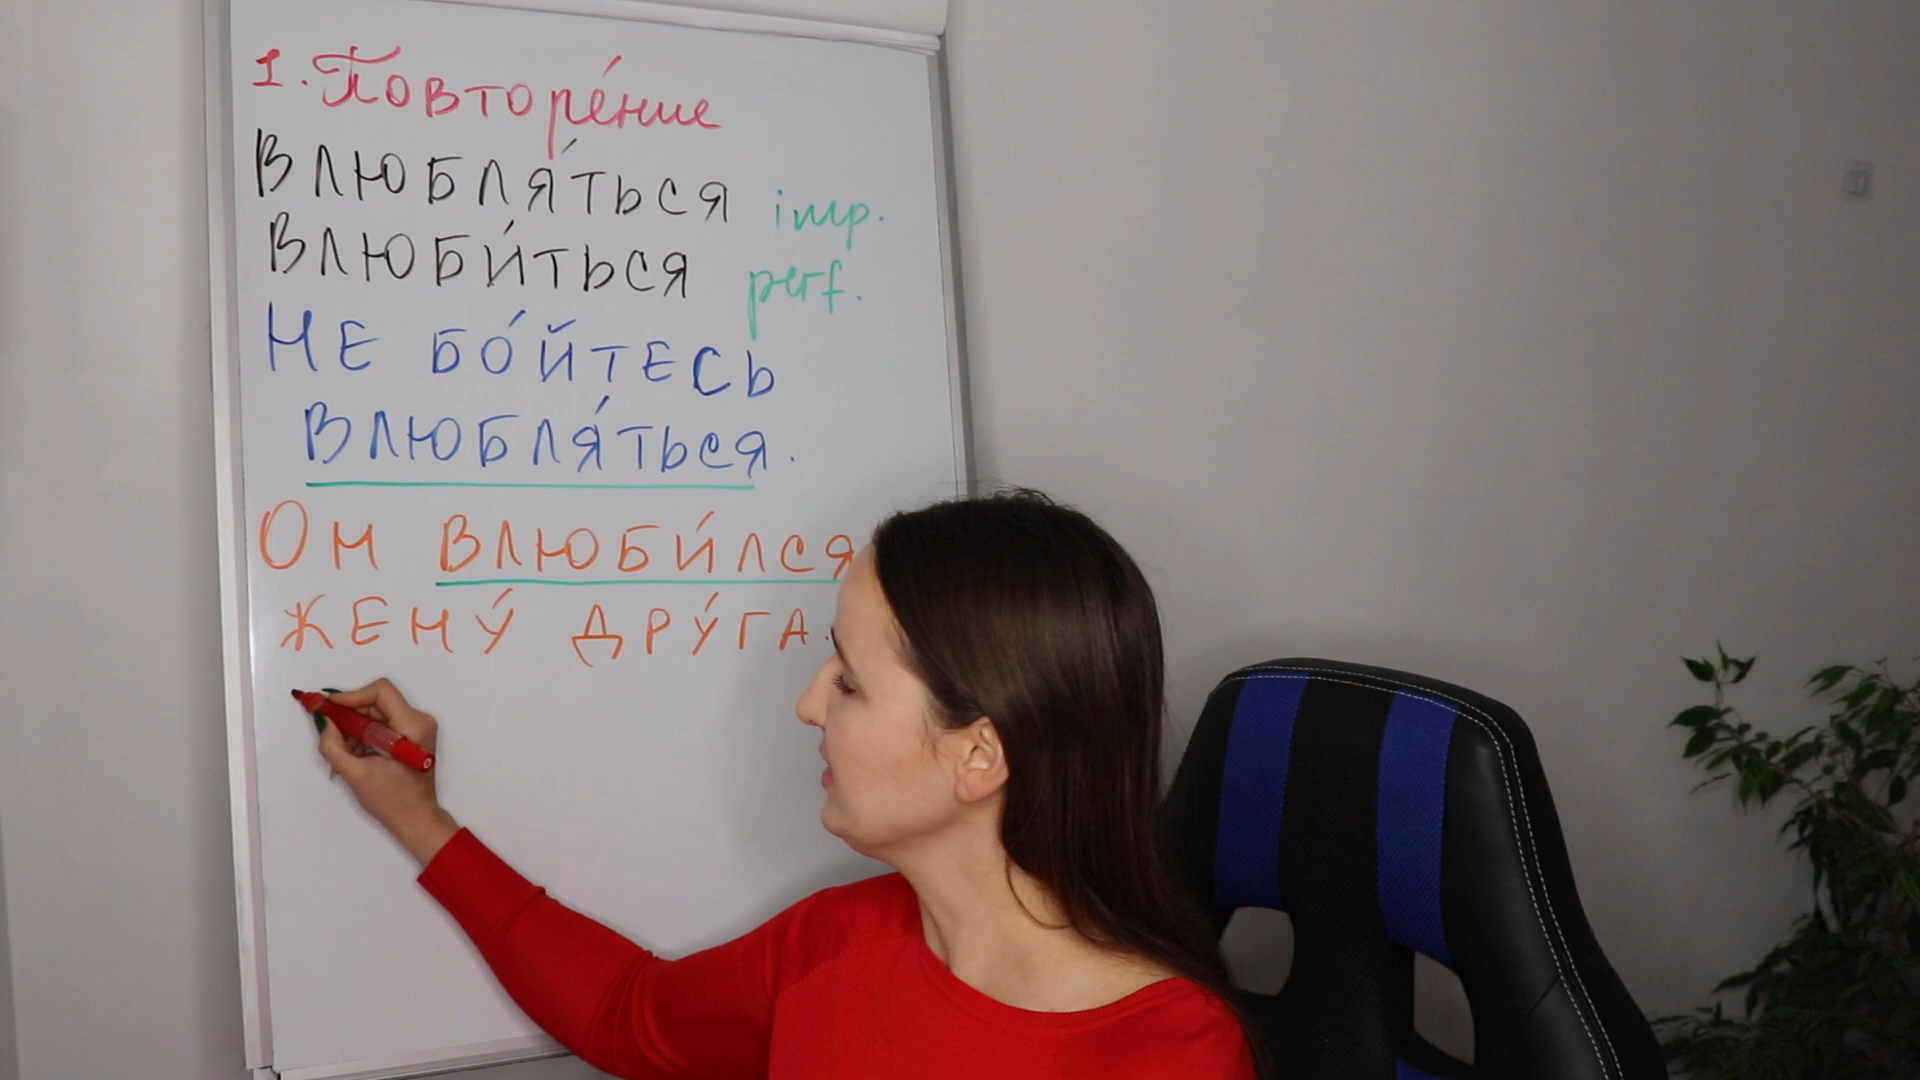 1. Повторе́ние
ВЛЮБЛЯ́ТЬСЯ imp.
ВЛЮБИ́ТЬСЯ perf.
НЕ БО́ЙТЕСЬ
ВЛЮБЛЯ́ТЬСЯ.
ОН ВЛЮБИ́ЛСЯ
ЖЕНУ́ ДРУ́ГА.